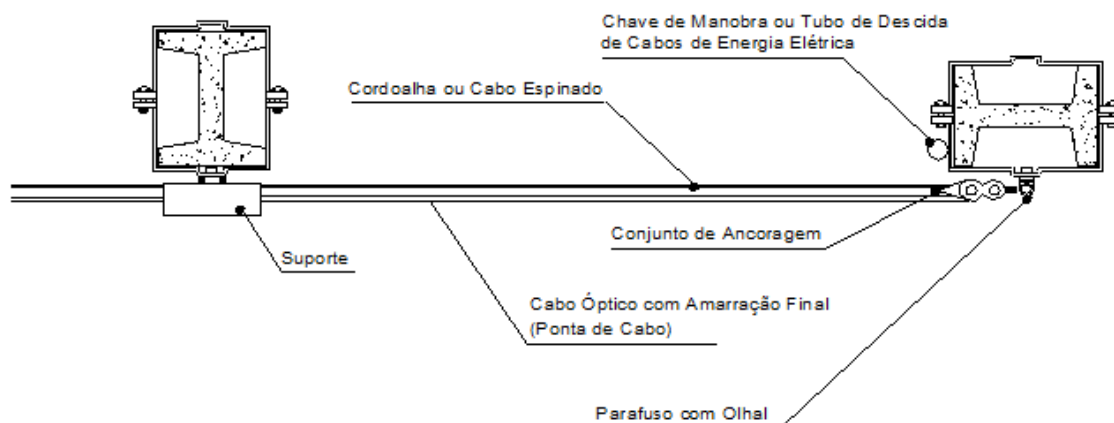 Chave de Manobra ou Tubo de Descida
de Cabos de Energia Elétrica
Cordoalha ou Cabo Espinado
Conjunto de Ancoragem
Suporte
Cabo Óptico com Amarração Final
(Ponta de Cabo)
Parafuso com Olhal